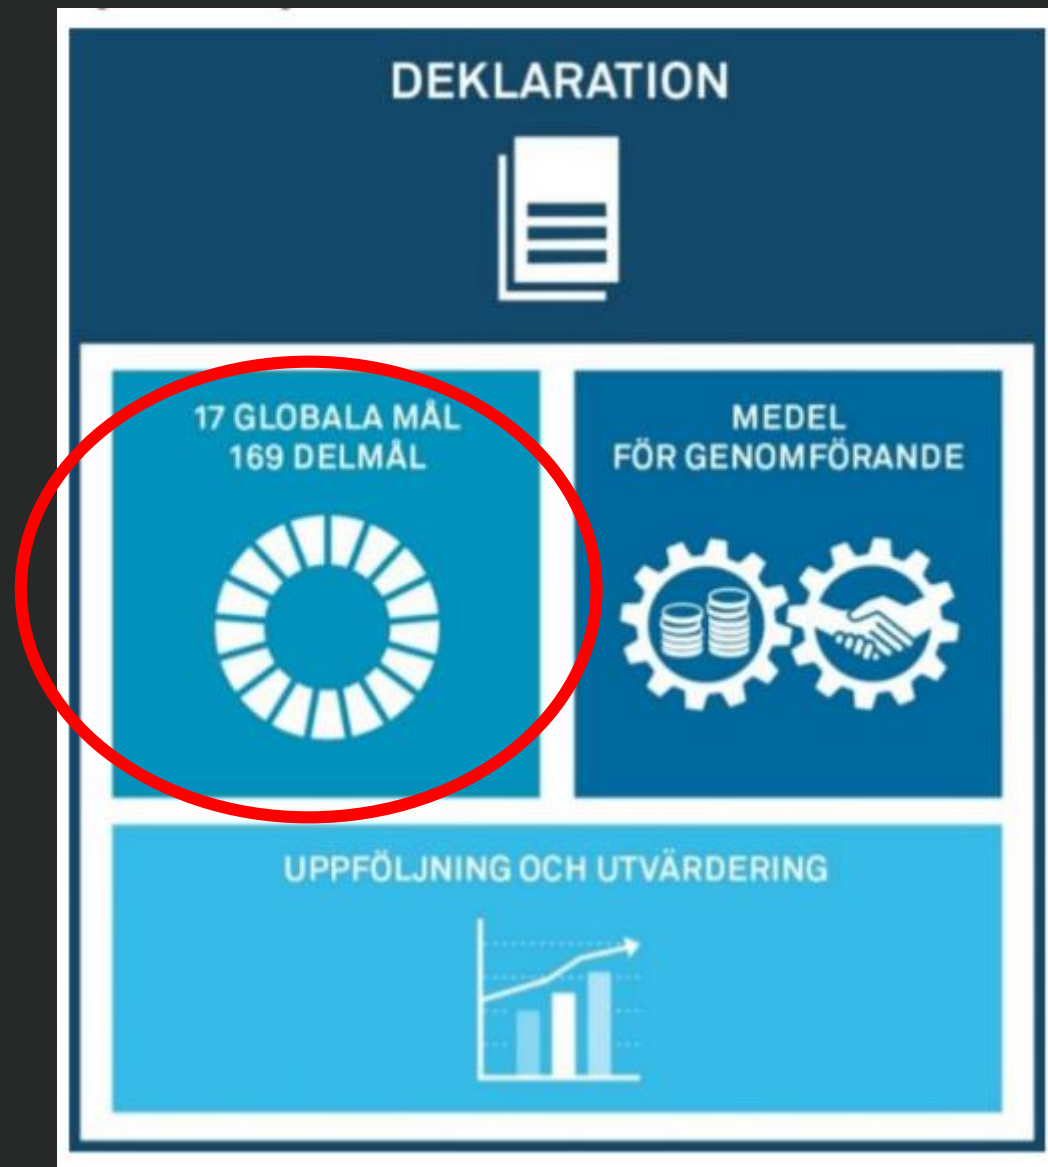 DEKLARATION
17 GLOBALA MÅL
169 DELMÅL
MEDEL
FÖR GENOMFÖRANDE
UPPFÖLJNING OCH UTVÄRDERING